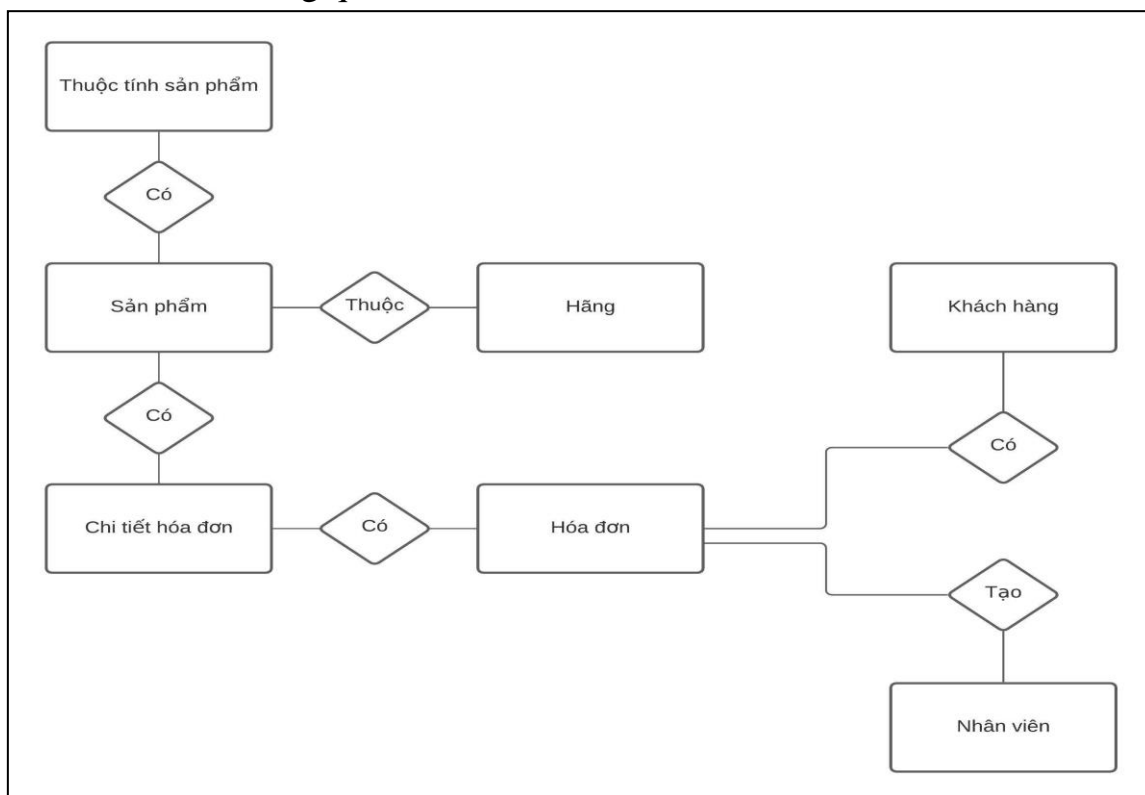 Thuộc tính sản phẩm
Có
Sản phẩm
Thuộc
Hãng
Khách hàng
Có
Có
Chi tiết hóa đơn
Có
Hóa đơn
Tạo
Nhân viên